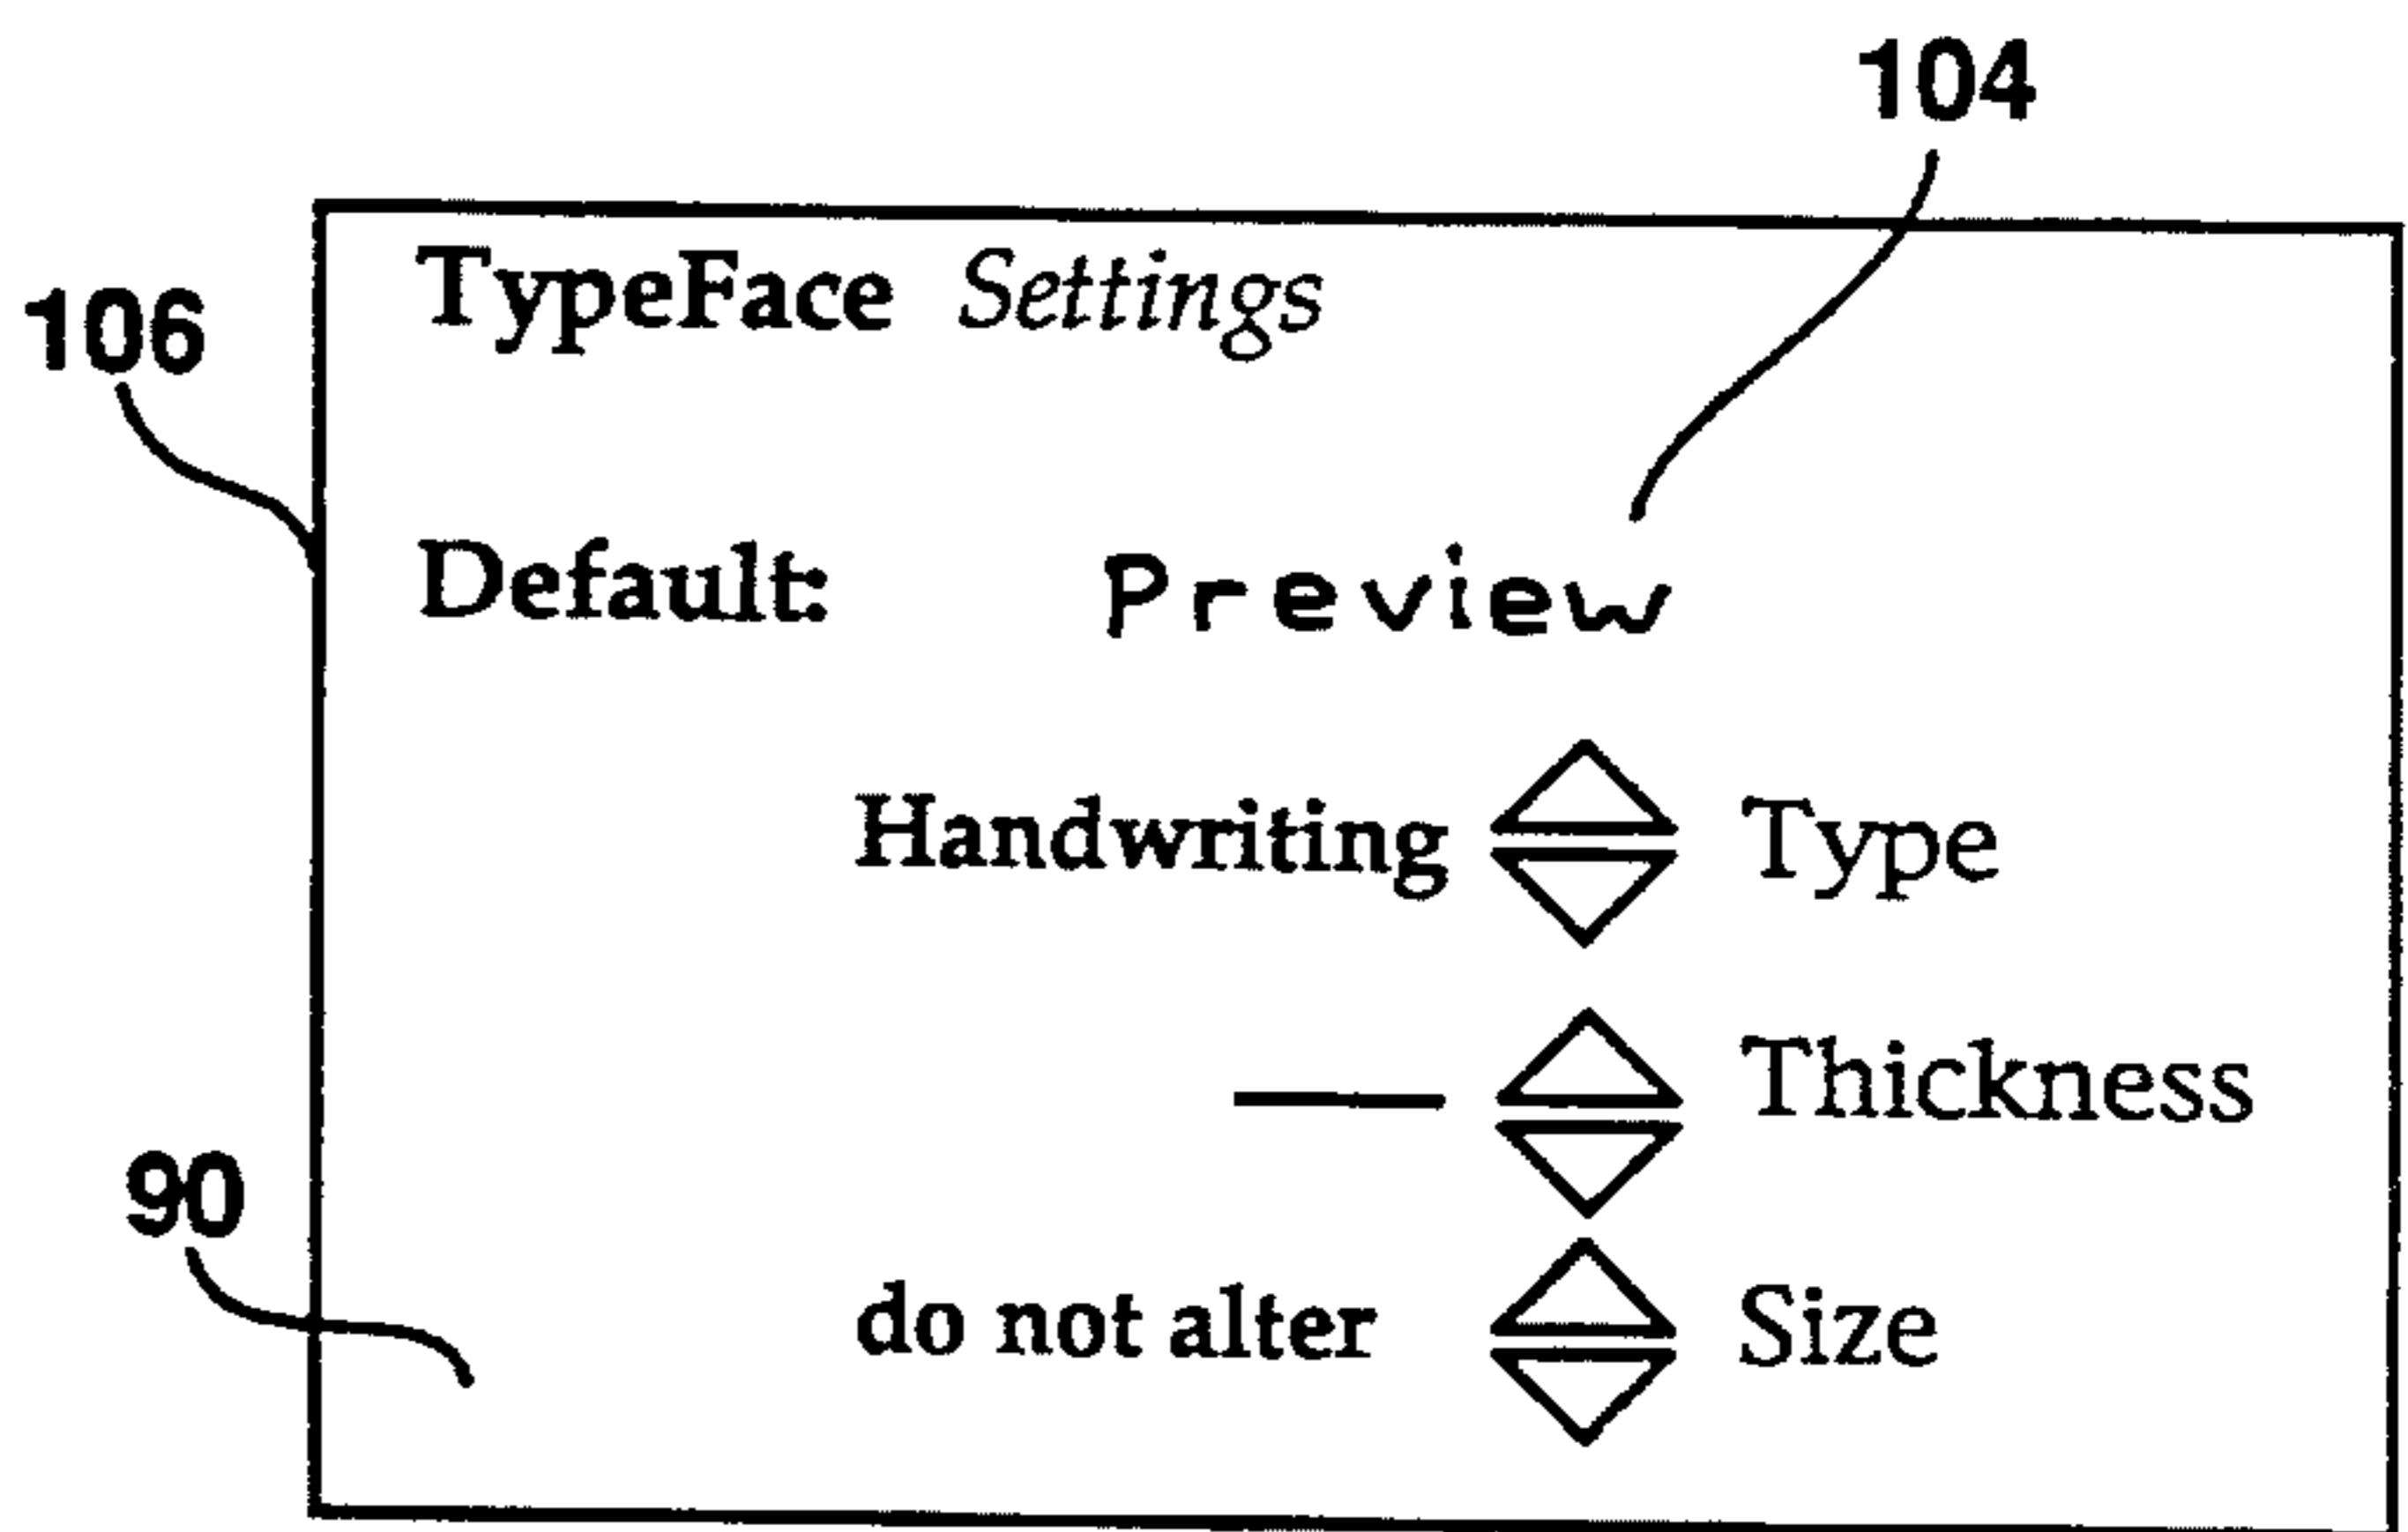 104
TypeFace Settings
106
Default: Preview
Handwriting Type
Thickness
90
do not alter Size